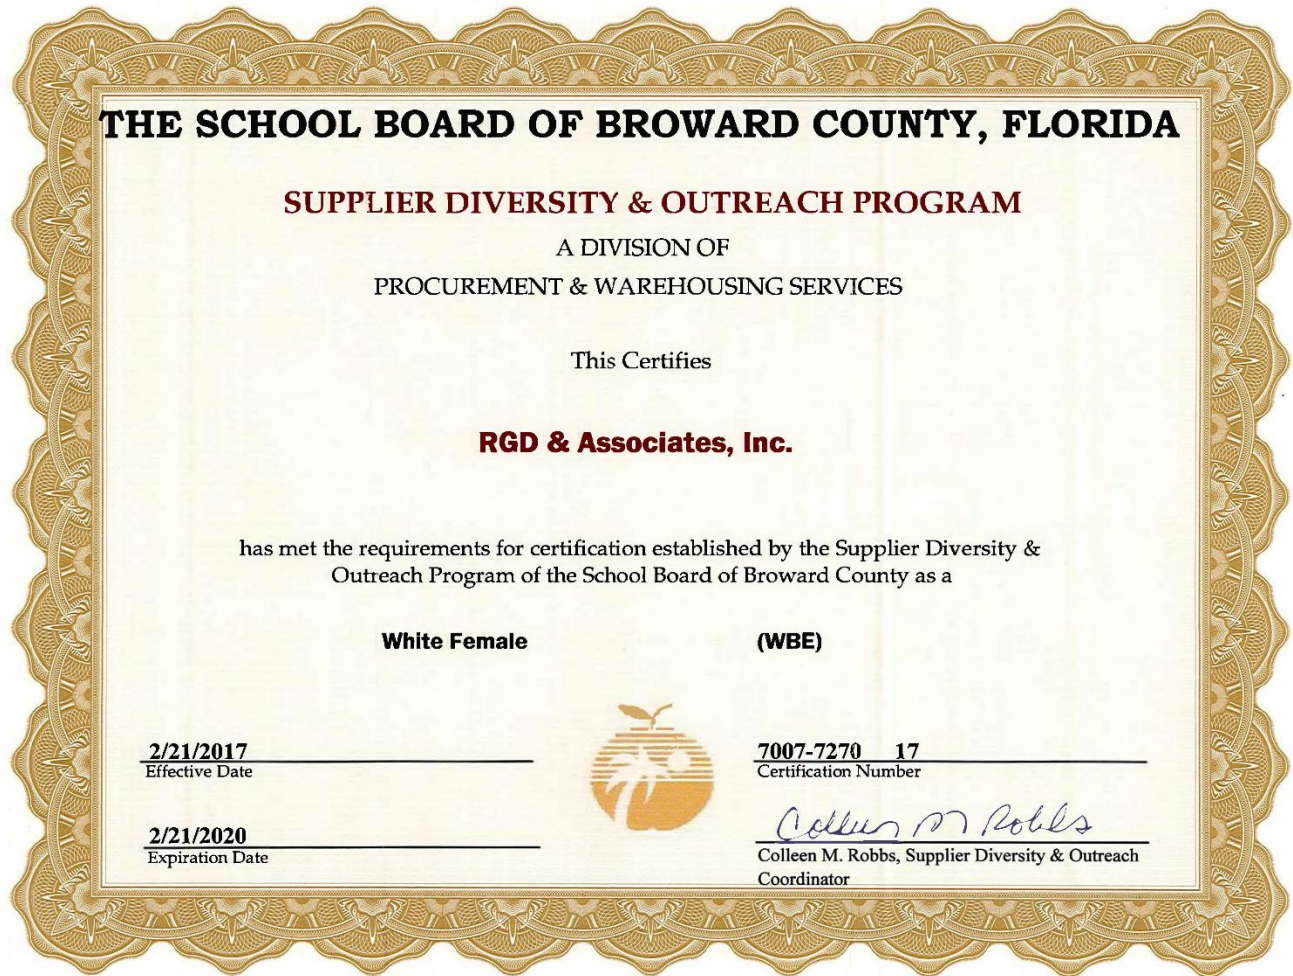 THE SCHOOL BOARD OF BROWARD COUNTY, FLORIDA
SUPPLIER DIVERSITY & OUTREACH PROGRAM
A DIVISION OF
PROCUREMENT & WAREHOUSING SERVICES
This Certifies
RGD & Associates, Inc.
has met the requirements for certification established by the Supplier Diversity &
Outreach Program of the School Board of Broward County as a
White Female (WBE)
2/21/2017
Effective Date
7007-7270 17
Certification Number
2/21/2020
Expiration Date
Colleen M Robbs
Colleen M. Robbs, Supplier Diversity & Outreach
Coordinator